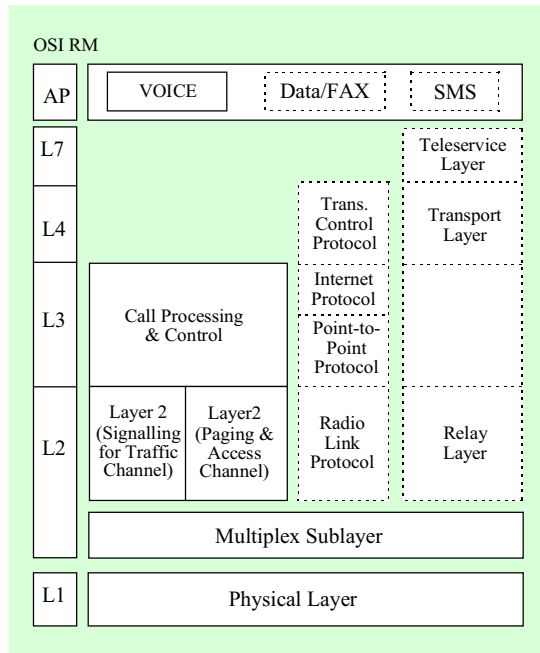 OSI RM
AP
VOICE
Data/FAX
SMS
L7
Teleservice
Layer
L4
Trans.
Control
Protocol
Transport
Layer
L3
Call Processing
& Control
Internet
Protocol
Point-to-
Point
Protocol
L2
Layer 2
(Signalling
for Traffic
Channel)
Layer2
(Paging &
Access
Channel)
Radio
Link
Protocol
Relay
Layer
Multiplex Sublayer
L1
Physical Layer